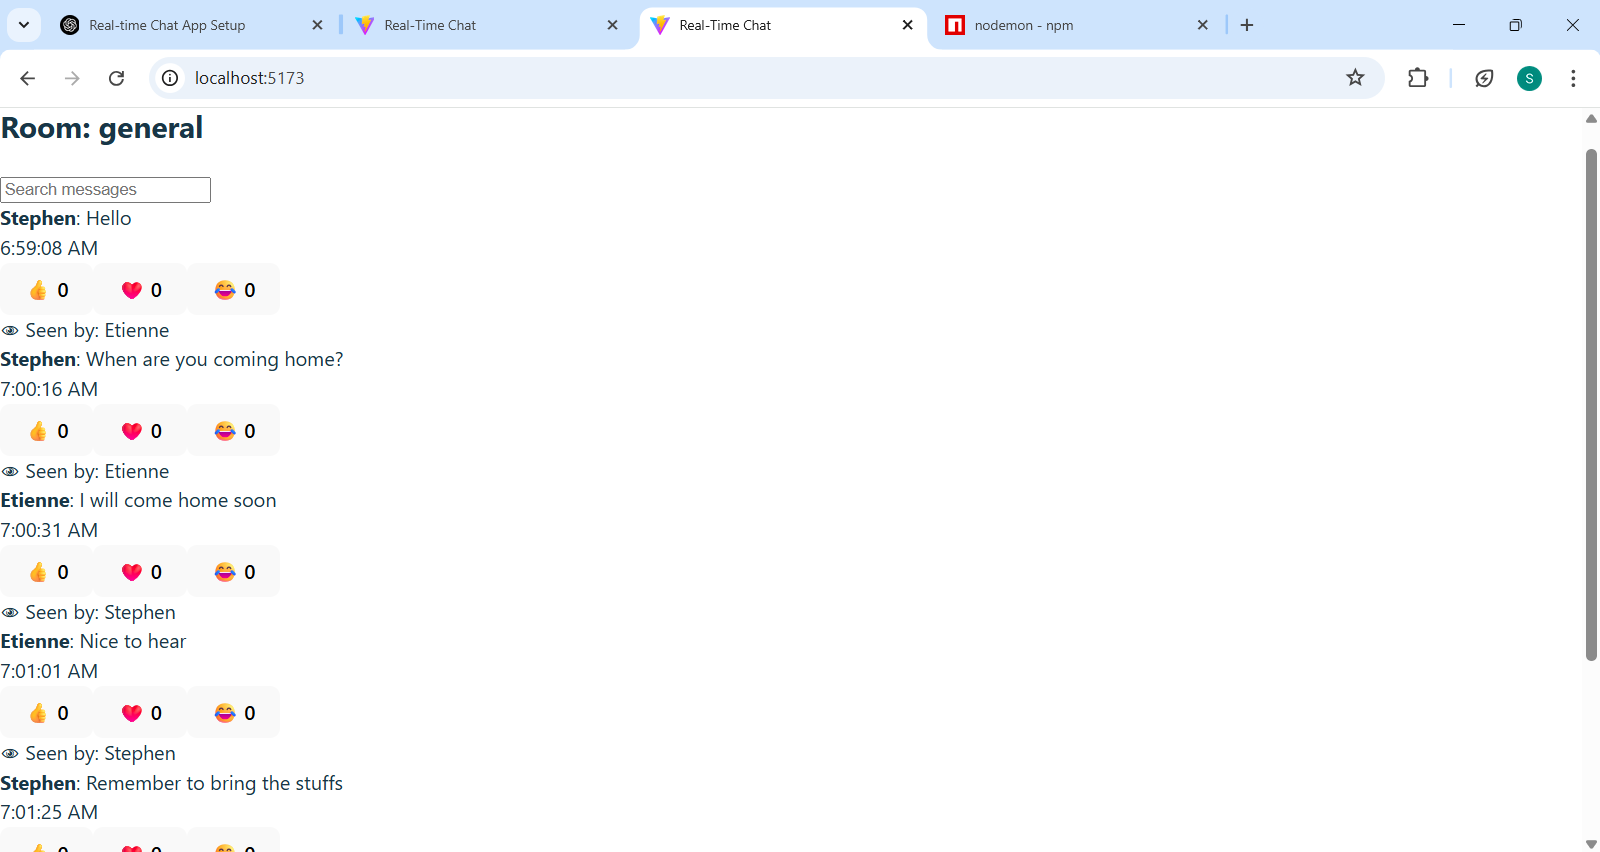 Real-time Chat App Setup
Real-Time Chat
Real-Time Chat
nodemon - npm
localhost:5173
S
Room: general
Search messages
Stephen: Hello
6:59:08 AM
👍 0 ❤️ 0 😂 0
👁 Seen by: Etienne
Stephen: When are you coming home?
7:00:16 AM
👍 0 ❤️ 0 😂 0
👁 Seen by: Etienne
Etienne: I will come home soon
7:00:31 AM
👍 0 ❤️ 0 😂 0
👁 Seen by: Stephen
Etienne: Nice to hear
7:01:01 AM
👍 0 ❤️ 0 😂 0
👁 Seen by: Stephen
Stephen: Remember to bring the stuffs
7:01:25 AM
👍 0 ❤️ 0 😂 0